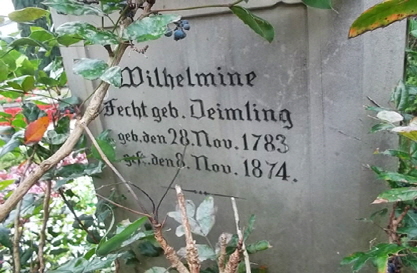 Wilhelmine
Fecht geb. Deimling
geb. den 28. Nov. 1783
gest. den 8. Nov. 1874.